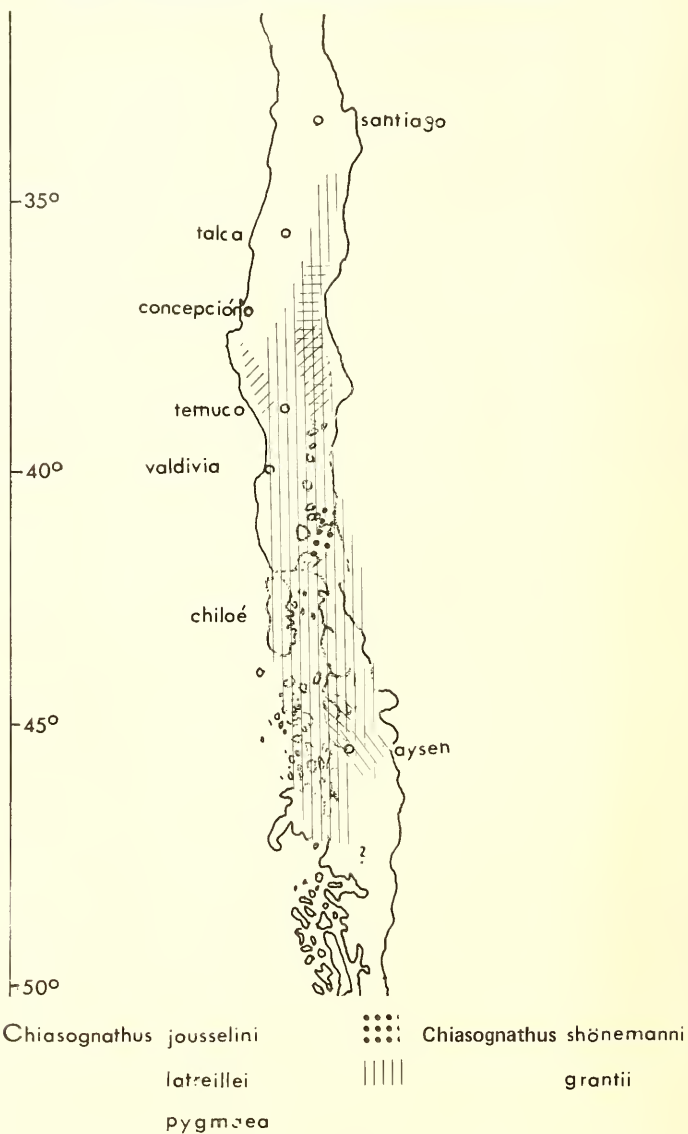 santiago
-35°
talca
concepción
temuco
-40°
valdivia
chiloé
-45°
aysen
?
-50°
Chiasognathus jousselini Chiasognathus shönemanni
latreillei grantii
pygmaea